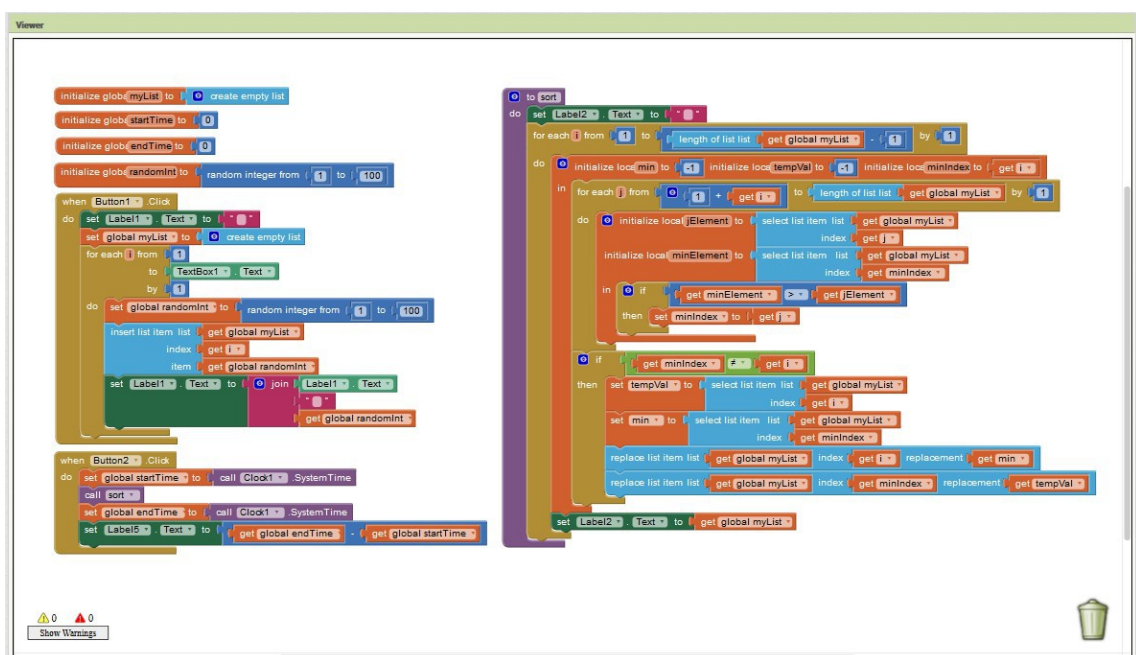 Viewer
initialize globa myList to create empty list
initialize globa startTime to 0
initialize globa endTime to 0
initialize globa randomInt to random integer from 1 to 100
when Button1 .Click
do set Label1 . Text to " "
set global myList to create empty list
for each i from 1
to TextBox1 . Text
by 1
do set global randomInt to random integer from 1 to 100
insert list item list get global myList
index get i
item get global randomInt
set Label1 . Text to join Label1 . Text
" "
get global randomInt
when Button2 .Click
do set global startTime to call Clock1 .SystemTime
call sort
set global endTime to call Clock1 .SystemTime
set Label5 . Text to get global endTime - get global startTime
to sort
do set Label2 . Text to " "
for each i from 1 to length of list list get global myList - 1 by 1
do initialize local min to -1 initialize local tempVal to -1 initialize local minIndex to get i
in for each j from 1 + get i to length of list list get global myList by 1
do initialize local jElement to select list item list get global myList
index get j
initialize local minElement to select list item list get global myList
index get minIndex
in if get minElement > get jElement
then set minIndex to get j
if get minIndex ≠ get i
then set tempVal to select list item list get global myList
index get i
set min to select list item list get global myList
index get minIndex
replace list item list get global myList index get i replacement get min
replace list item list get global myList index get minIndex replacement get tempVal
set Label2 . Text to get global myList
0 0
Show Warnings